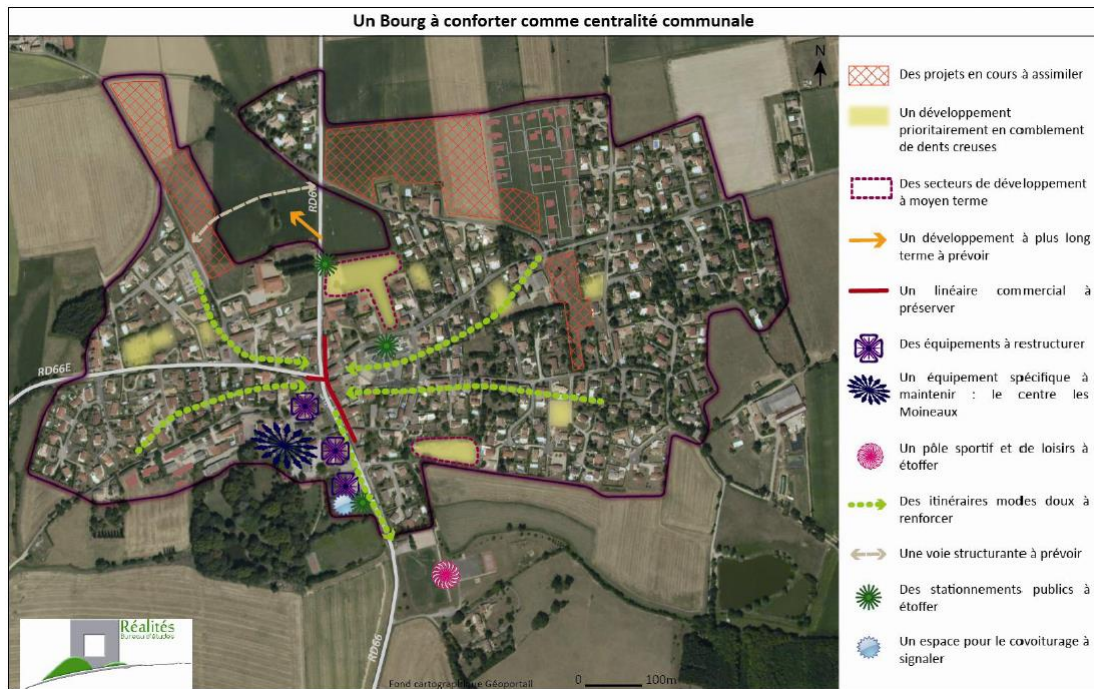 Un Bourg à conforter comme centralité communale
N
Des projets en cours à assimiler
Un développement
prioritairement en comblement
de dents creuses
Des secteurs de développement
à moyen terme
Un développement à plus long
terme à prévoir
Un linéaire commercial à
préserver
Des équipements à restructurer
Un équipement spécifique à
maintenir : le centre les
Moineaux
Un pôle sportif et de loisirs à
étoffer
Des itinéraires modes doux à
renforcer
Une voie structurante à prévoir
Des stationnements publics à
étoffer
Un espace pour le covoiturage à
signaler
RD66E
RD66
Réalités
Bureau d'études
Fond cartographique Géoportail
0 100m